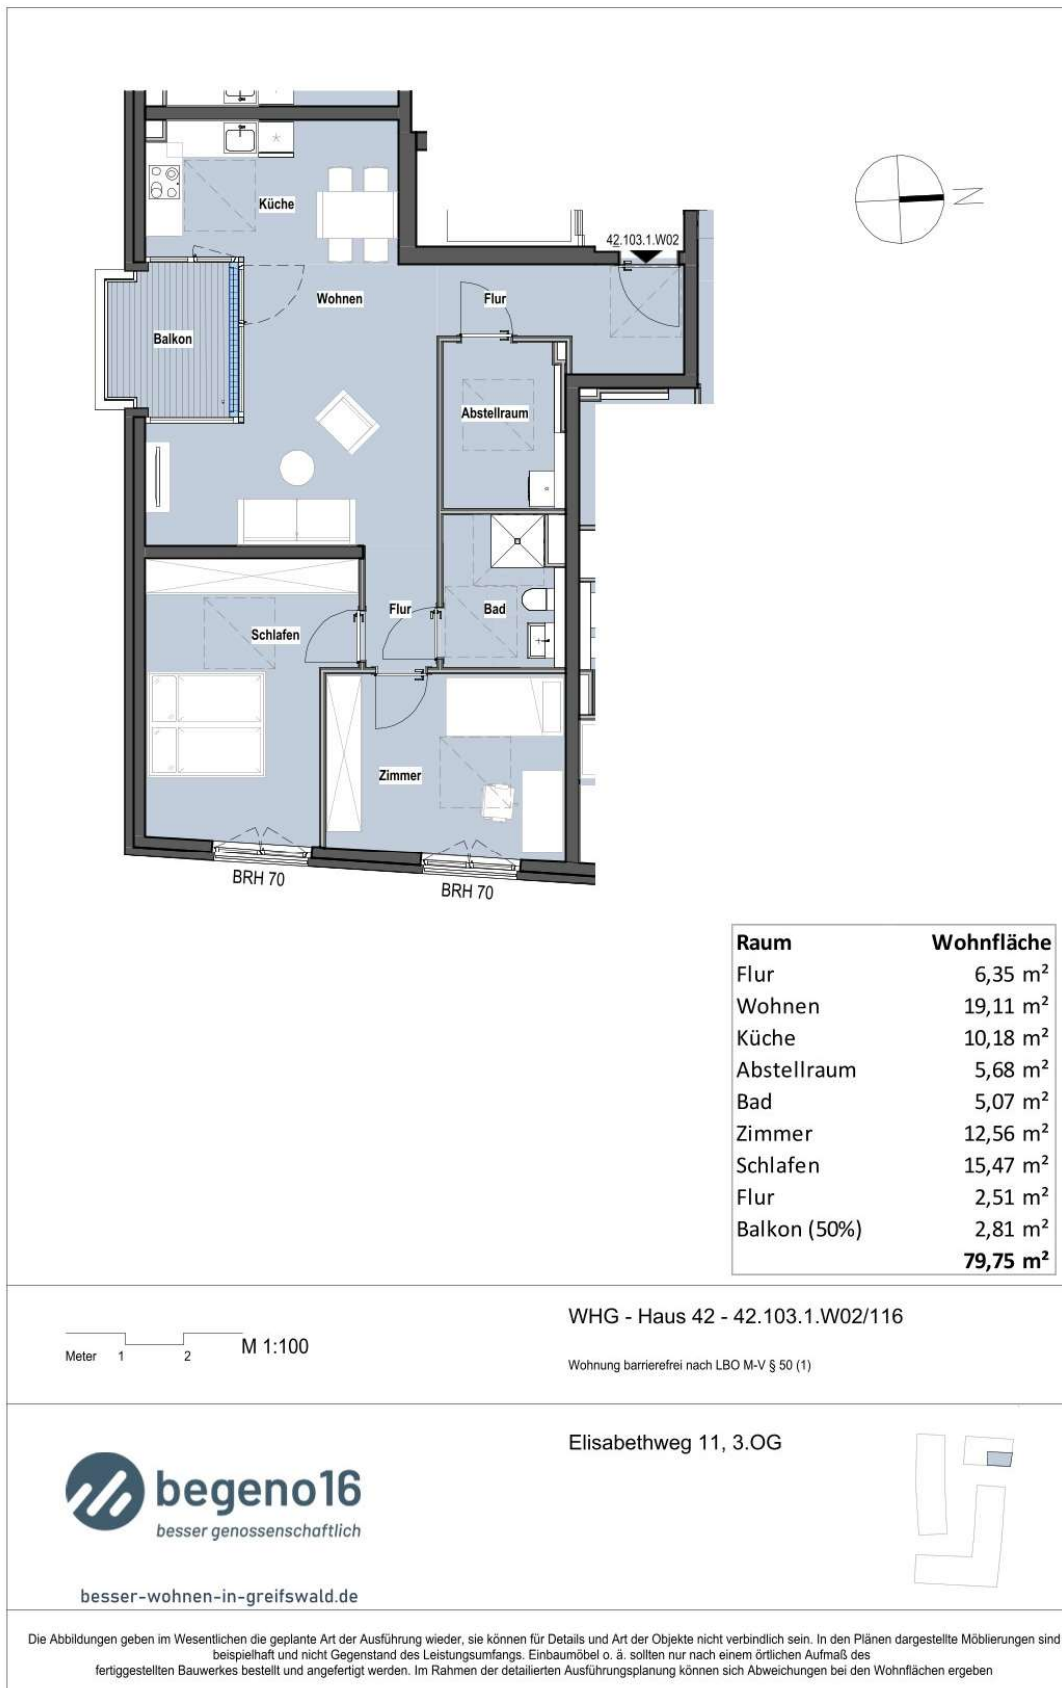 42.103.1.W02
Küche
Wohnen
Flur
Balkon
Abstellraum
Flur
Bad
Schlafen
Zimmer
BRH 70
BRH 70
N
Raum Wohnfläche
Flur 6,35 m²
Wohnen 19,11 m²
Küche 10,18 m²
Abstellraum 5,68 m²
Bad 5,07 m²
Zimmer 12,56 m²
Schlafen 15,47 m²
Flur 2,51 m²
Balkon (50%) 2,81 m²
79,75 m²
Meter 1 2 M 1:100
WHG - Haus 42 - 42.103.1.W02/116
Wohnung barrierefrei nach LBO M-V § 50 (1)
Elisabethweg 11, 3.OG
begeno16
besser genossenschaftlich
besser-wohnen-in-greifswald.de
Die Abbildungen geben im Wesentlichen die geplante Art der Ausführung wieder, sie können für Details und Art der Objekte nicht verbindlich sein. In den Plänen dargestellte Möblierungen sind
beispielhaft und nicht Gegenstand des Leistungsumfangs. Einbaumöbel o. ä. sollten nur nach einem örtlichen Aufmaß des
fertiggestellten Bauwerkes bestellt und angefertigt werden. Im Rahmen der detailierten Ausführungsplanung können sich Abweichungen bei den Wohnflächen ergeben